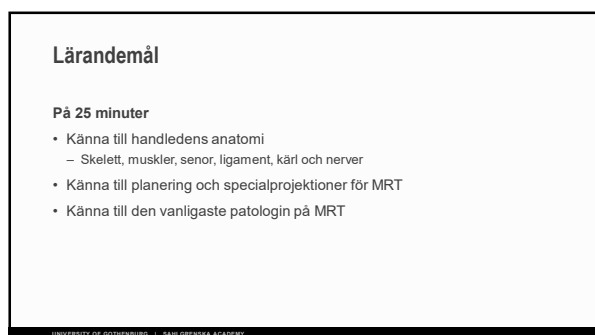 Lärandemål
På 25 minuter
• Känna till handledens anatomi
– Skelett, muskler, senor, ligament, kärl och nerver
• Känna till planering och specialprojektioner för MRT
• Känna till den vanligaste patologin på MRT
UNIVERSITY OF GOTHENBURG | SAHLGRENSKA ACADEMY